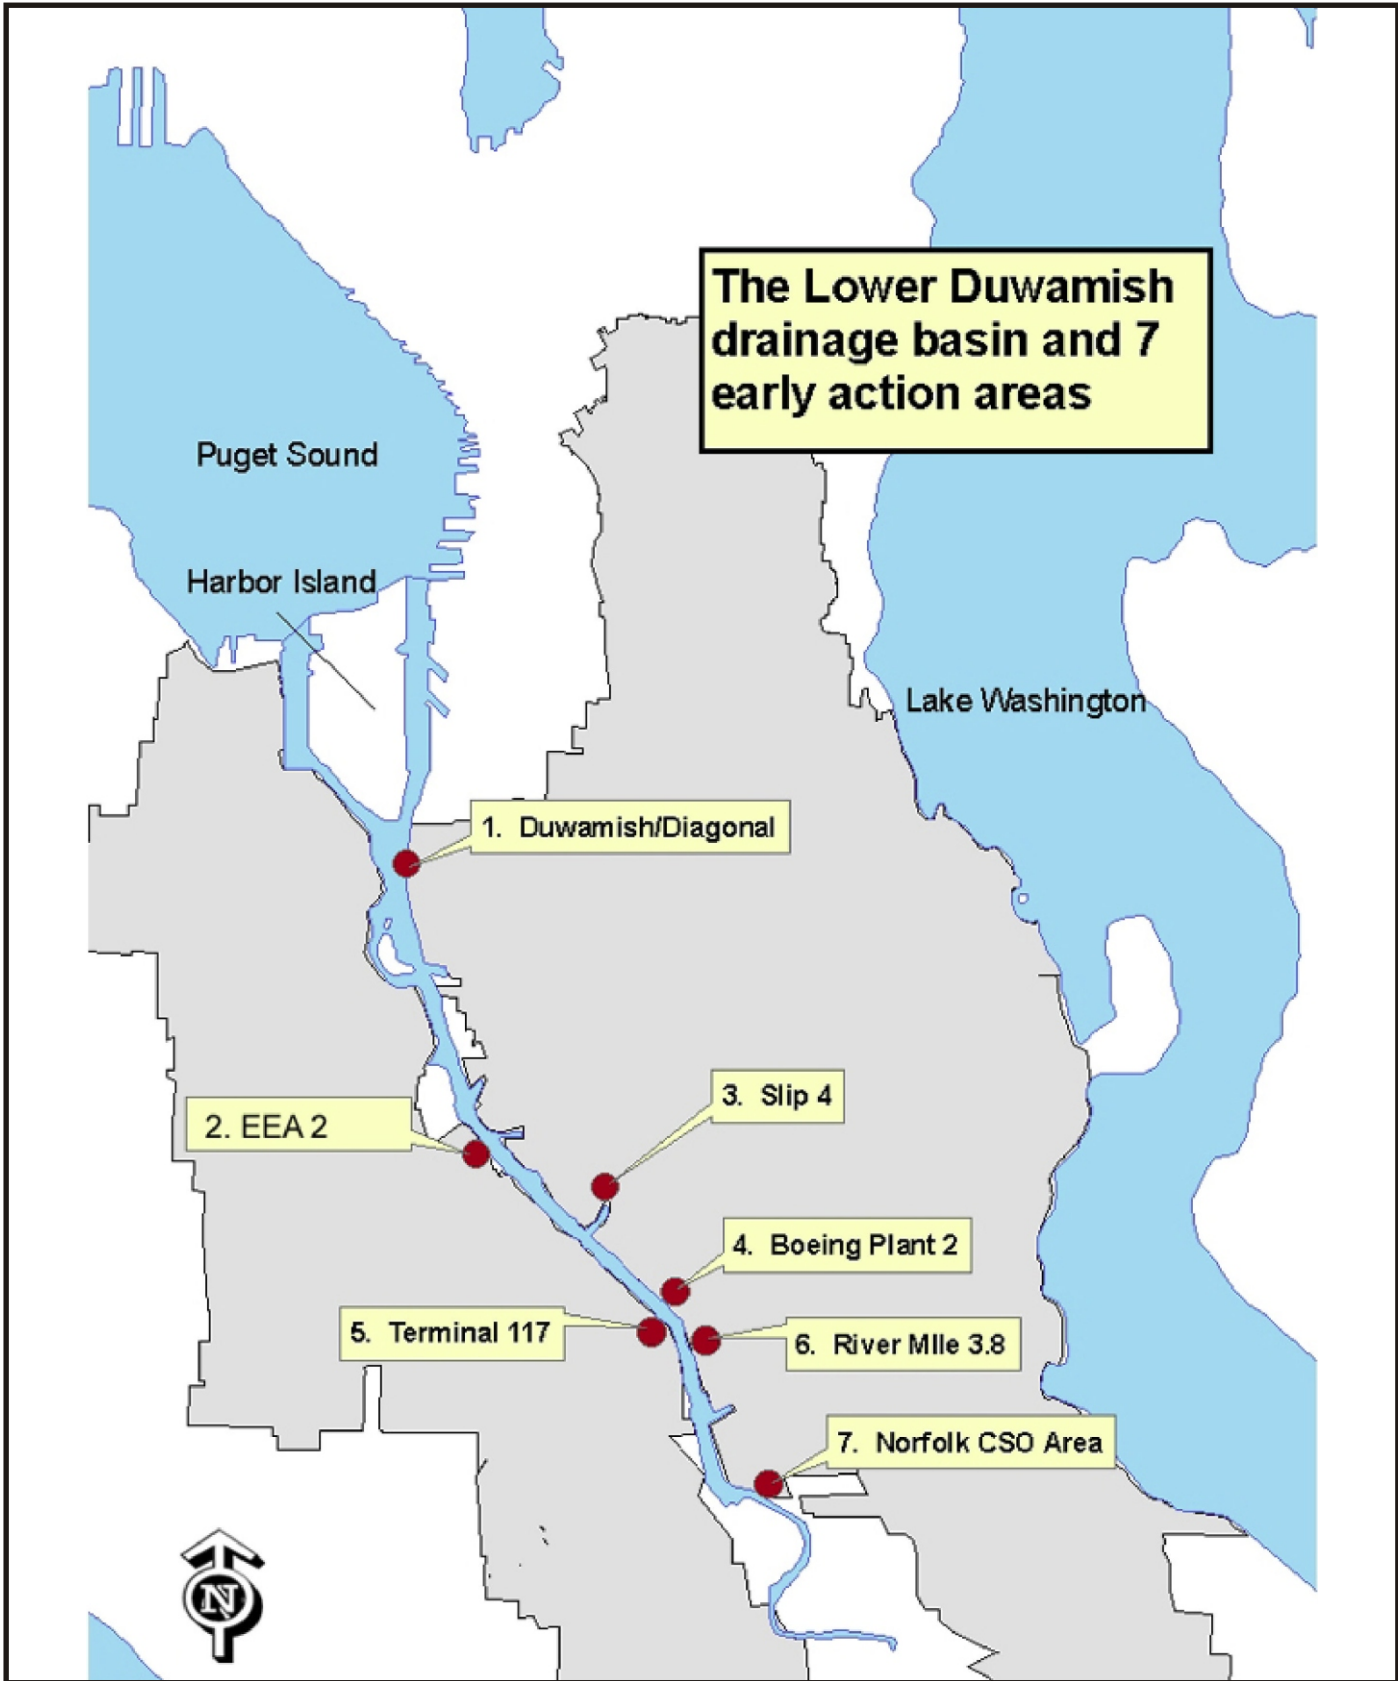 The Lower Duwamish
drainage basin and 7
early action areas
Puget Sound
Harbor Island
Lake Washington
1. Duwamish/Diagonal
2. EEA 2
3. Slip 4
4. Boeing Plant 2
5. Terminal 117
6. River MIle 3.8
7. Norfolk CSO Area
N